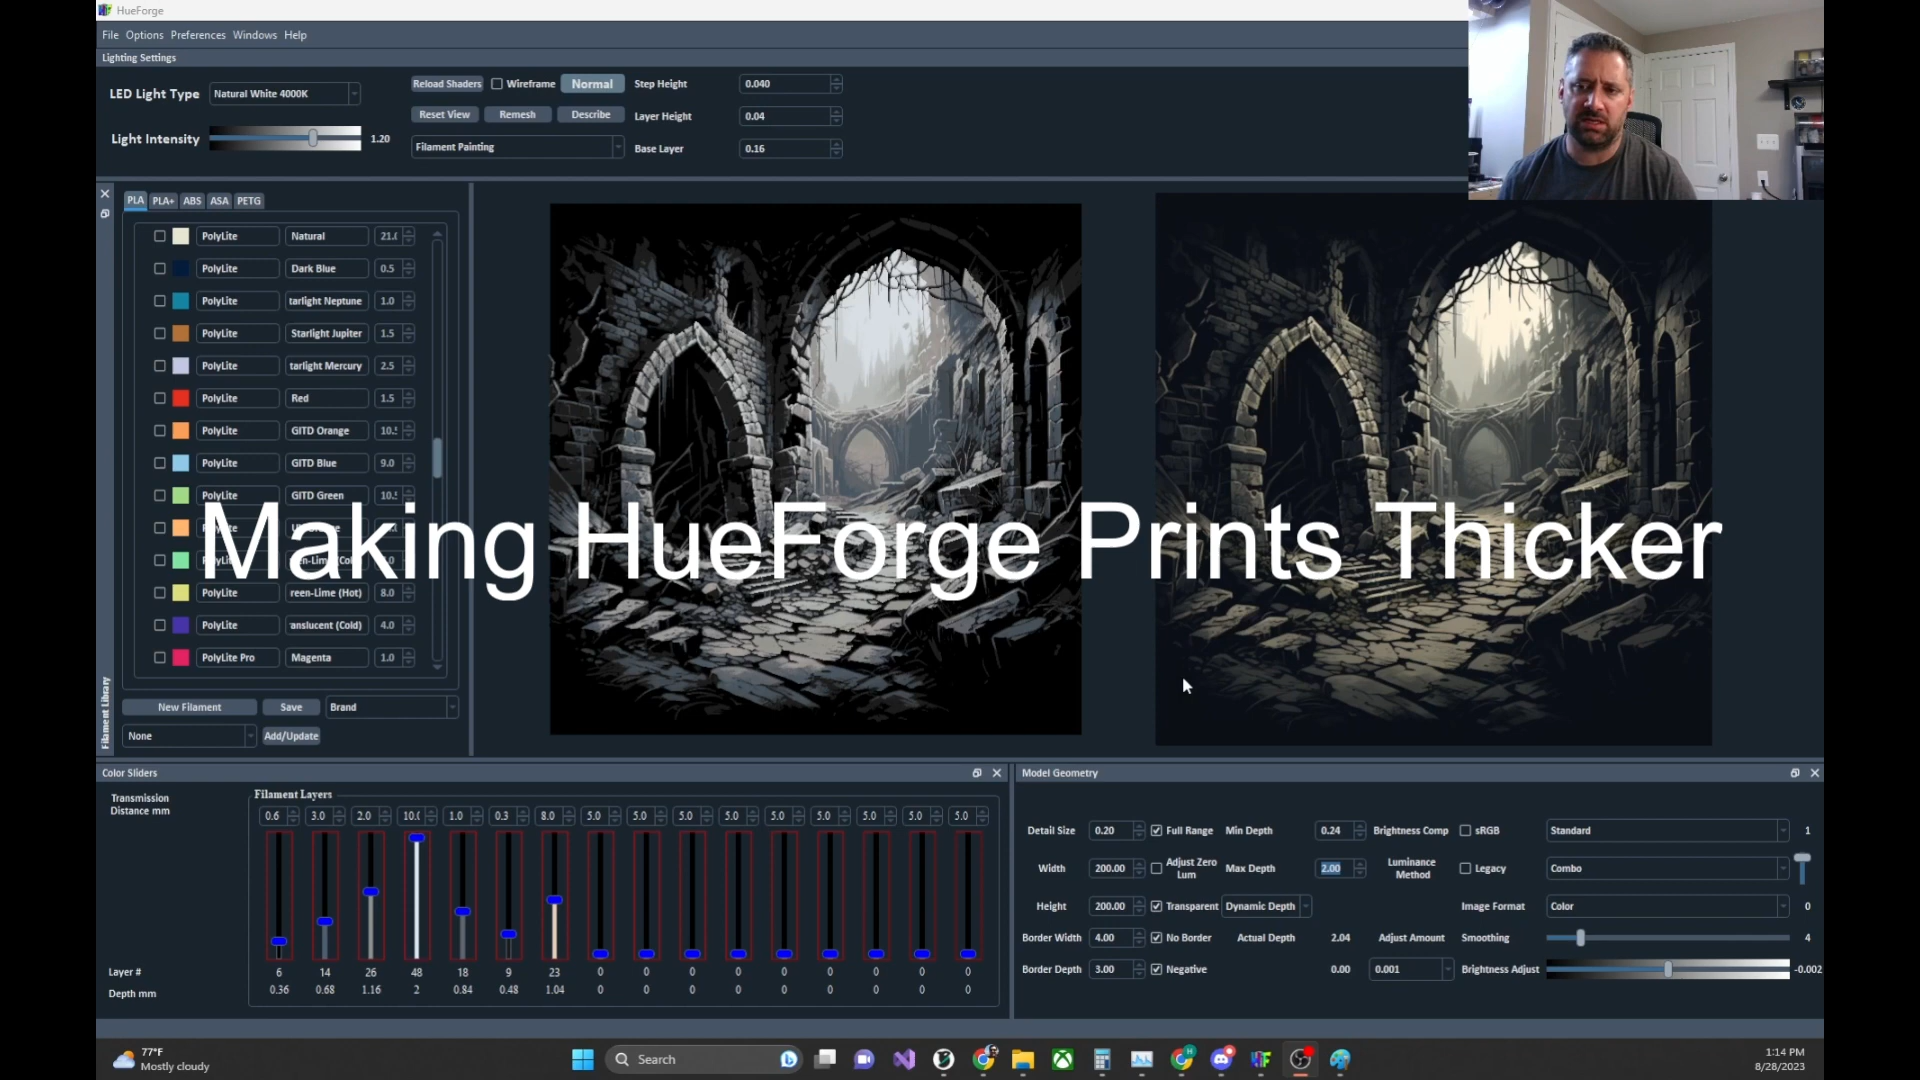 HueForge
File Options Preferences Windows Help
Lighting Settings
LED Light Type Natural White 4000K
Light Intensity 1.20
Reload Shaders Wireframe Normal Step Height 0.040
Reset View Remesh Describe Layer Height 0.04
Filament Painting Base Layer 0.16
PLA PLA+ ABS ASA PETG
PolyLite Natural
PolyLite Dark Blue 0.5
PolyLite tarlight Neptune 1.0
PolyLite Starlight Jupiter 1.5
PolyLite tarlight Mercury 2.5
PolyLite Red 1.5
PolyLite GITD Orange
PolyLite GITD Blue 9.0
PolyLite GITD Green
Making HueForge Prints Thicker
PolyLite reen-Lime (Hot) 8.0
PolyLite anslucent (Cold) 4.0
PolyLite Pro Magenta 1.0
New Filament Save Brand
None Add/Update
Filament Library
Color Sliders
Transmission
Distance mm
Filament Layers
0.6 3.0 2.0 10.( 1.0 0.3 8.0 5.0 5.0 5.0 5.0 5.0 5.0 5.0 5.0 5.0
Layer # 6 14 26 48 18 9 23 0 0 0 0 0 0 0 0 0
Depth mm 0.36 0.68 1.16 2 0.84 0.48 1.04 0 0 0 0 0 0 0 0 0
Model Geometry
Detail Size 0.20 Full Range Min Depth 0.24 Brightness Comp sRGB Standard 1
Width 200.00 Adjust Zero Lum Max Depth 2.00 Luminance Method Legacy Combo
Height 200.00 Transparent Dynamic Depth Image Format Color 0
Border Width 4.00 No Border Actual Depth 2.04 Adjust Amount Smoothing 4
Border Depth 3.00 Negative 0.00 0.001 Brightness Adjust -0.002
77°F
Mostly cloudy
Search
1:14 PM
8/28/2023